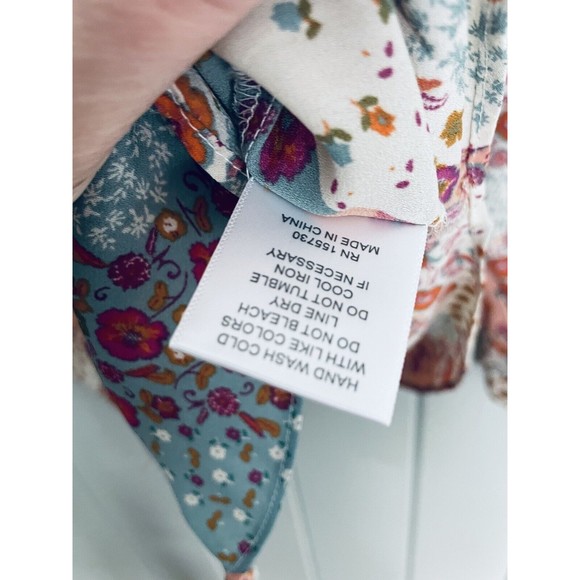 HAND WASH COLD
WITH LIKE COLORS
DO NOT BLEACH
LINE DRY
DO NOT TUMBLE
COOL IRON
IF NECESSARY
RN 155730
MADE IN CHINA